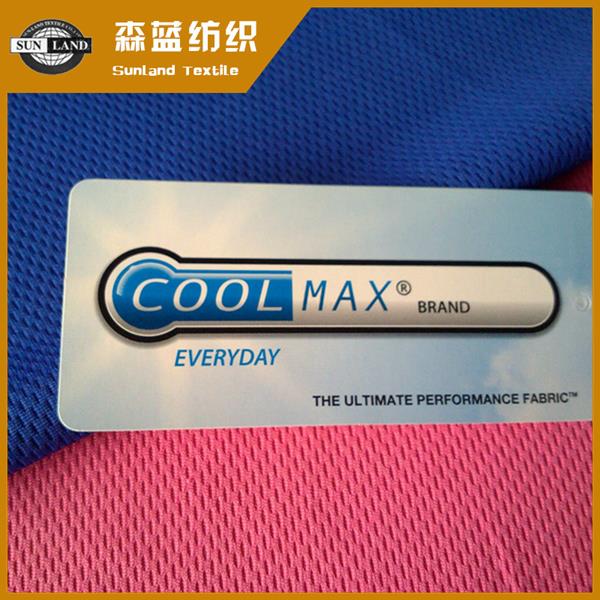 SUN LAND
森蓝纺织
Sunland Textile
COOLMAX® BRAND
EVERYDAY
THE ULTIMATE PERFORMANCE FABRIC™